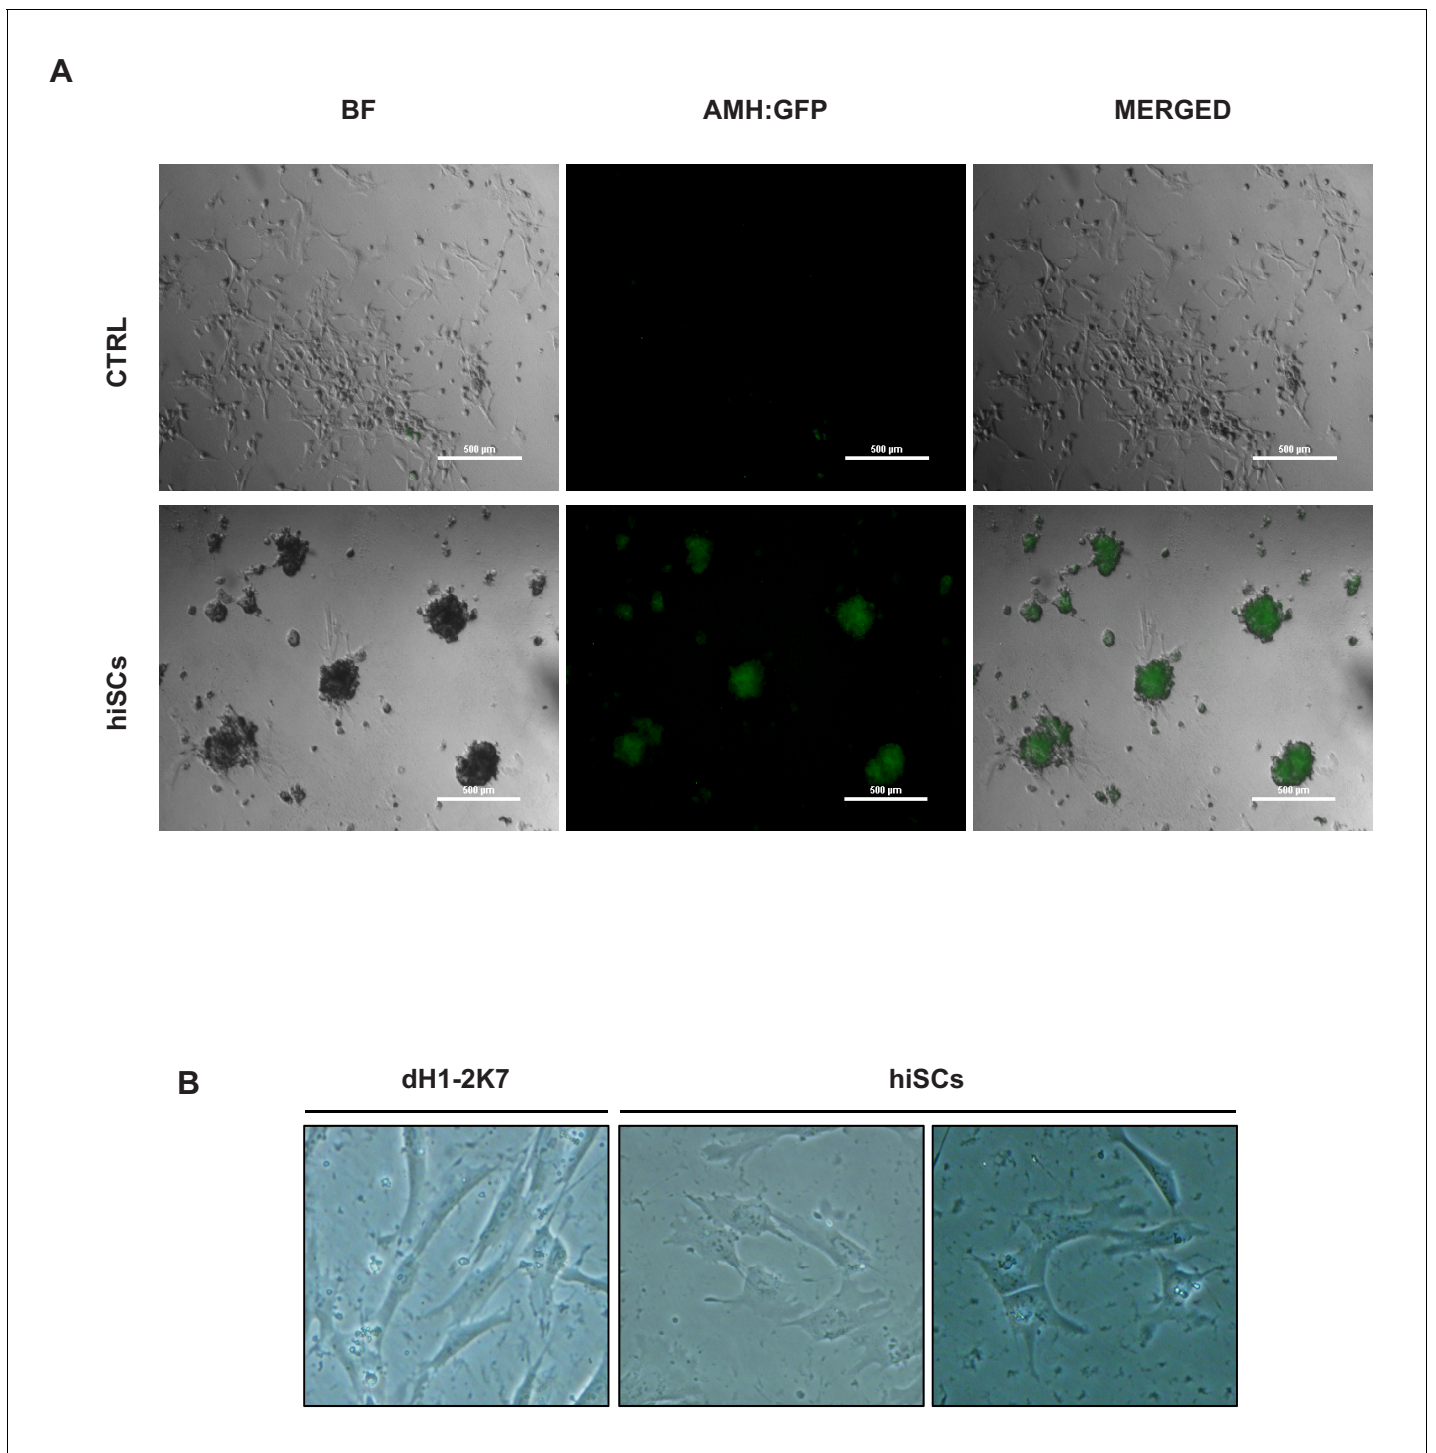 A
BF AMH:GFP MERGED
CTRL
500 µm 500 µm 500 µm
hiSCs
500 µm 500 µm 500 µm
B
dH1-2K7 hiSCs